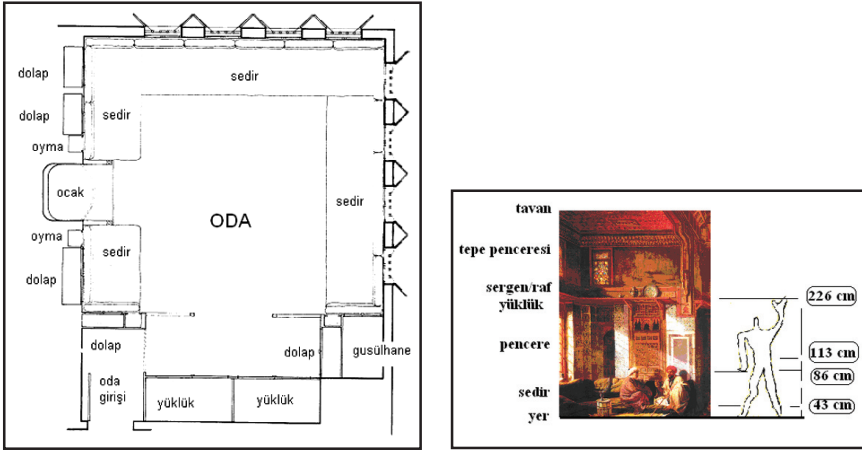 dolap
sedir
dolap
sedir
oyma
ocak
ODA
sedir
oyma
sedir
dolap
dolap
dolap
gusülhane
oda
girişi
yüklük
yüklük
tavan
tepe penceresi
sergen/raf
yüklük
pencere
sedir
yer
226 cm
113 cm
86 cm
43 cm